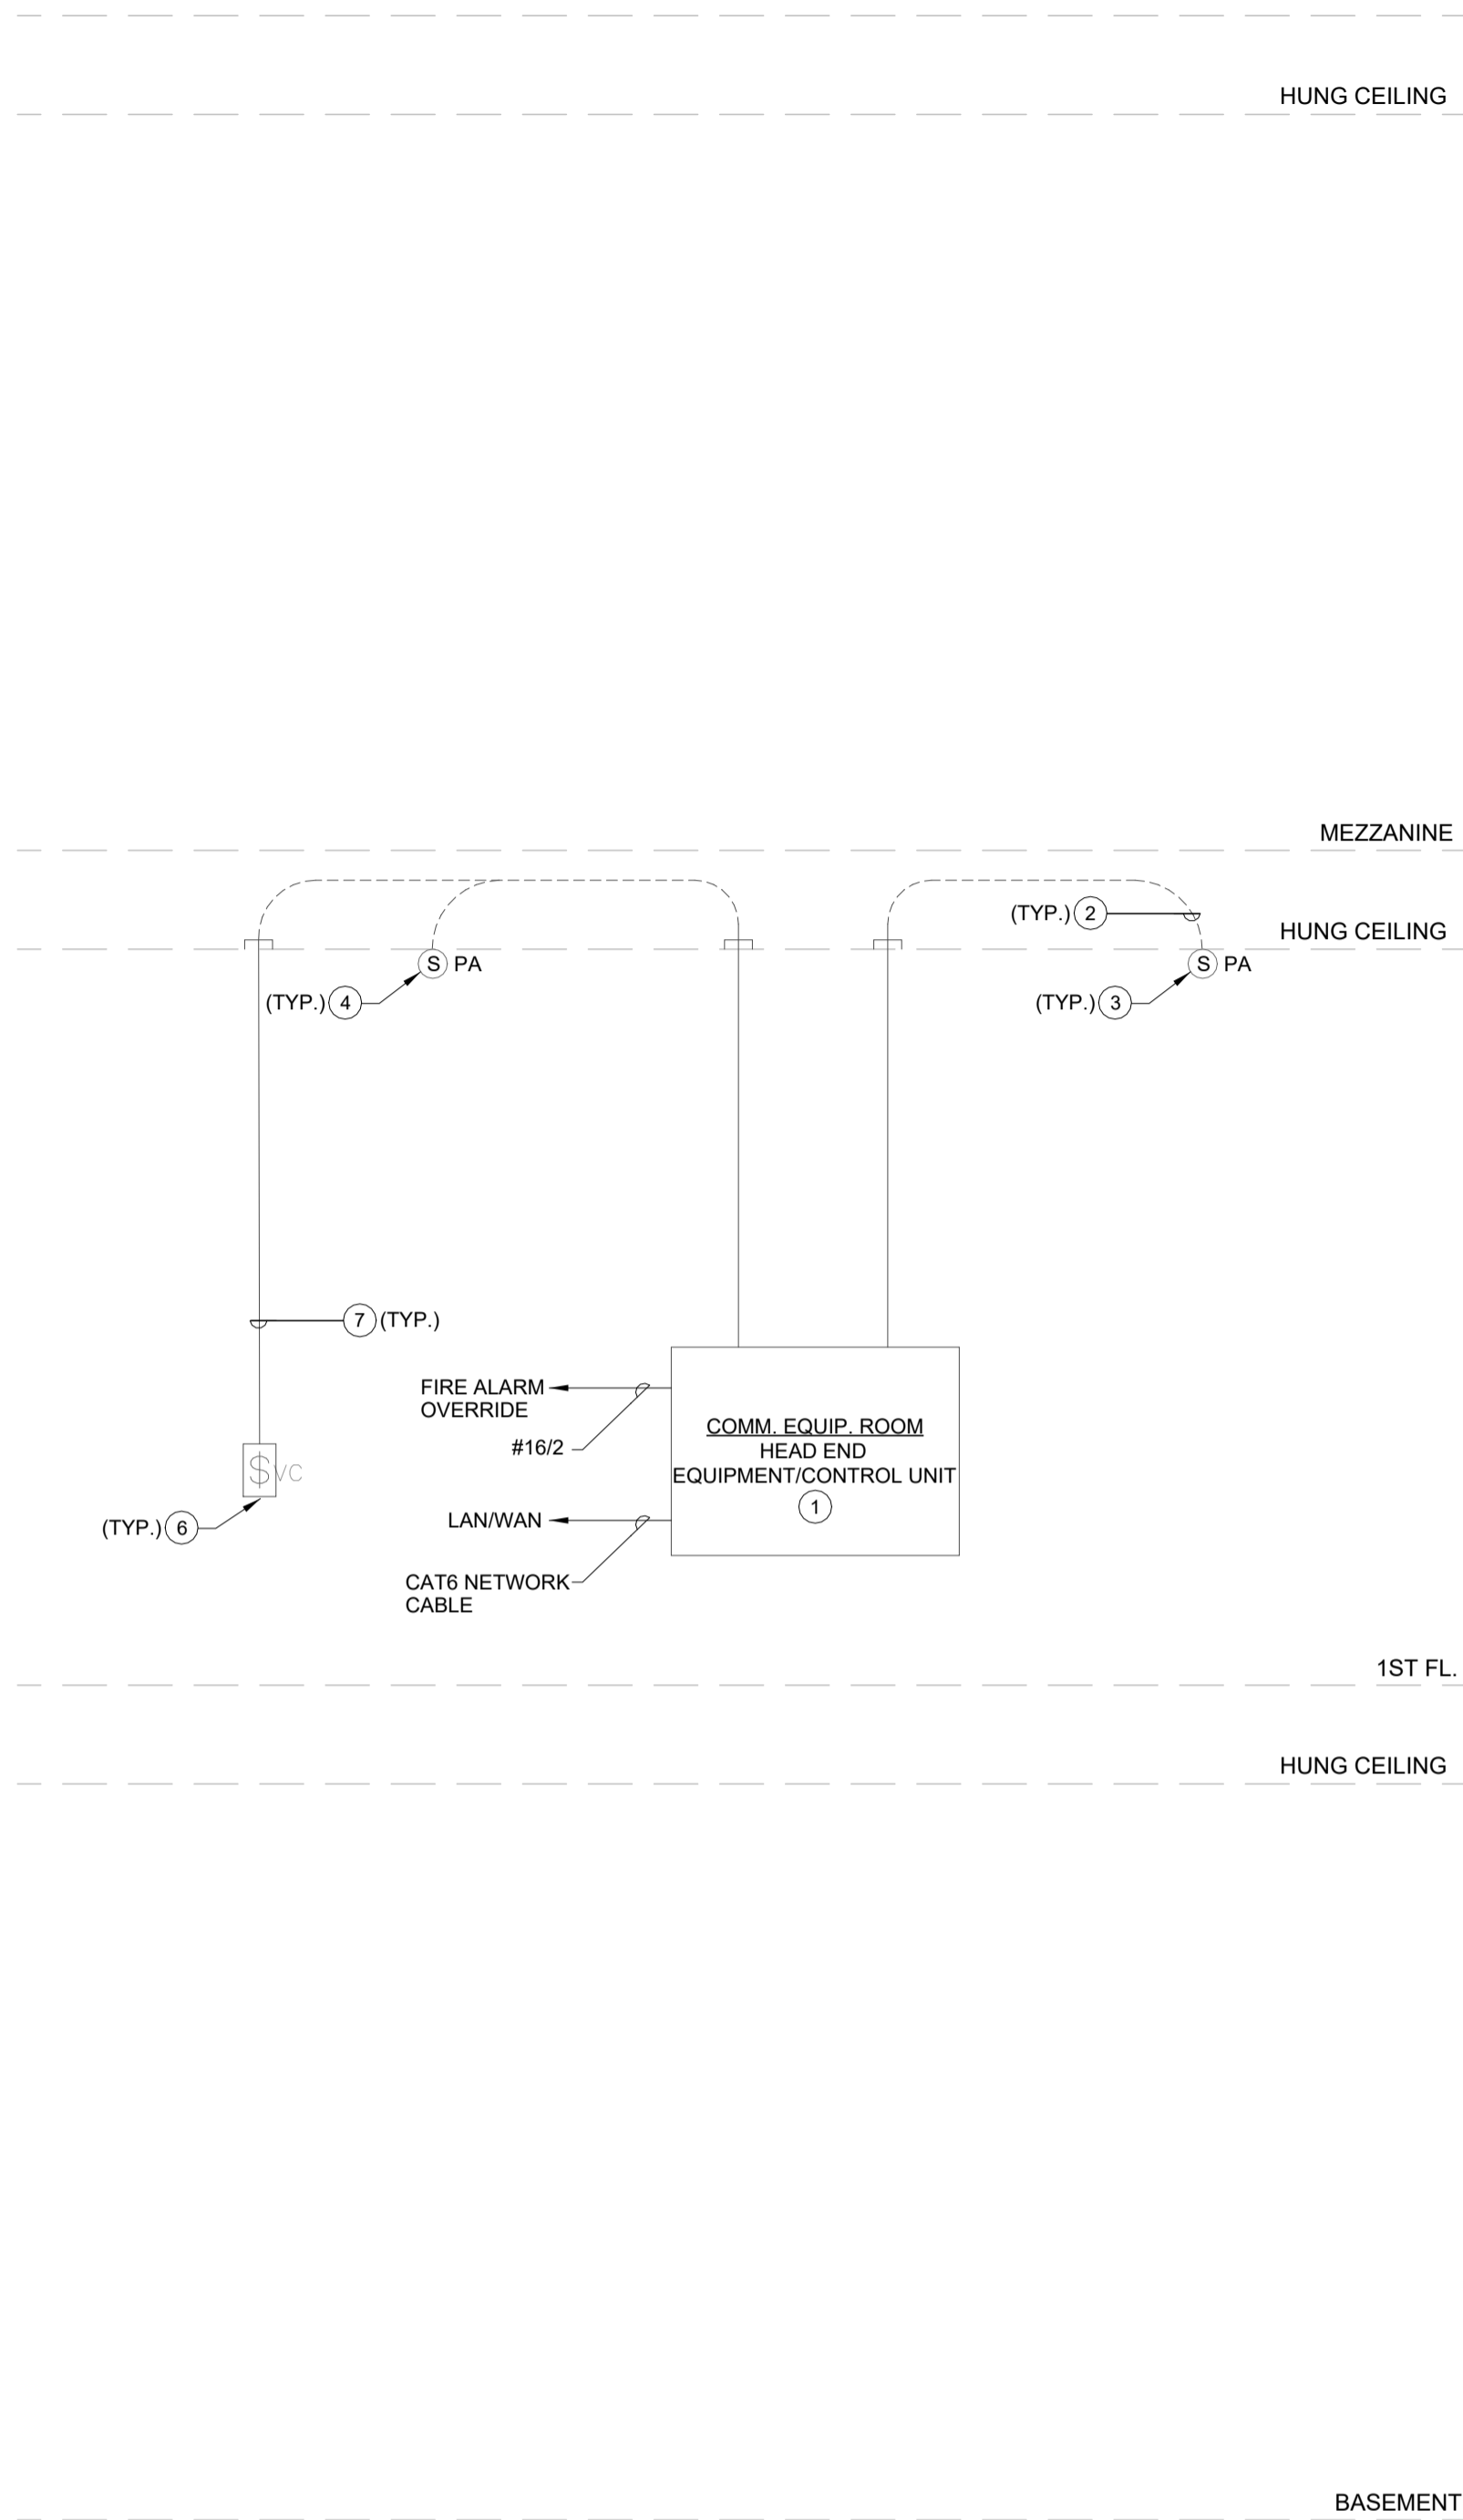 HUNG CEILING
MEZZANINE
(TYP.) 2
HUNG CEILING
S PA
S PA
(TYP.) 4
(TYP.) 3
7 (TYP.)
FIRE ALARM
OVERRIDE
#16/2
COMM. EQUIP. ROOM
HEAD END
EQUIPMENT/CONTROL UNIT
1
$ VC
(TYP.) 6
LAN/WAN
CAT6 NETWORK
CABLE
1ST FL.
HUNG CEILING
BASEMENT